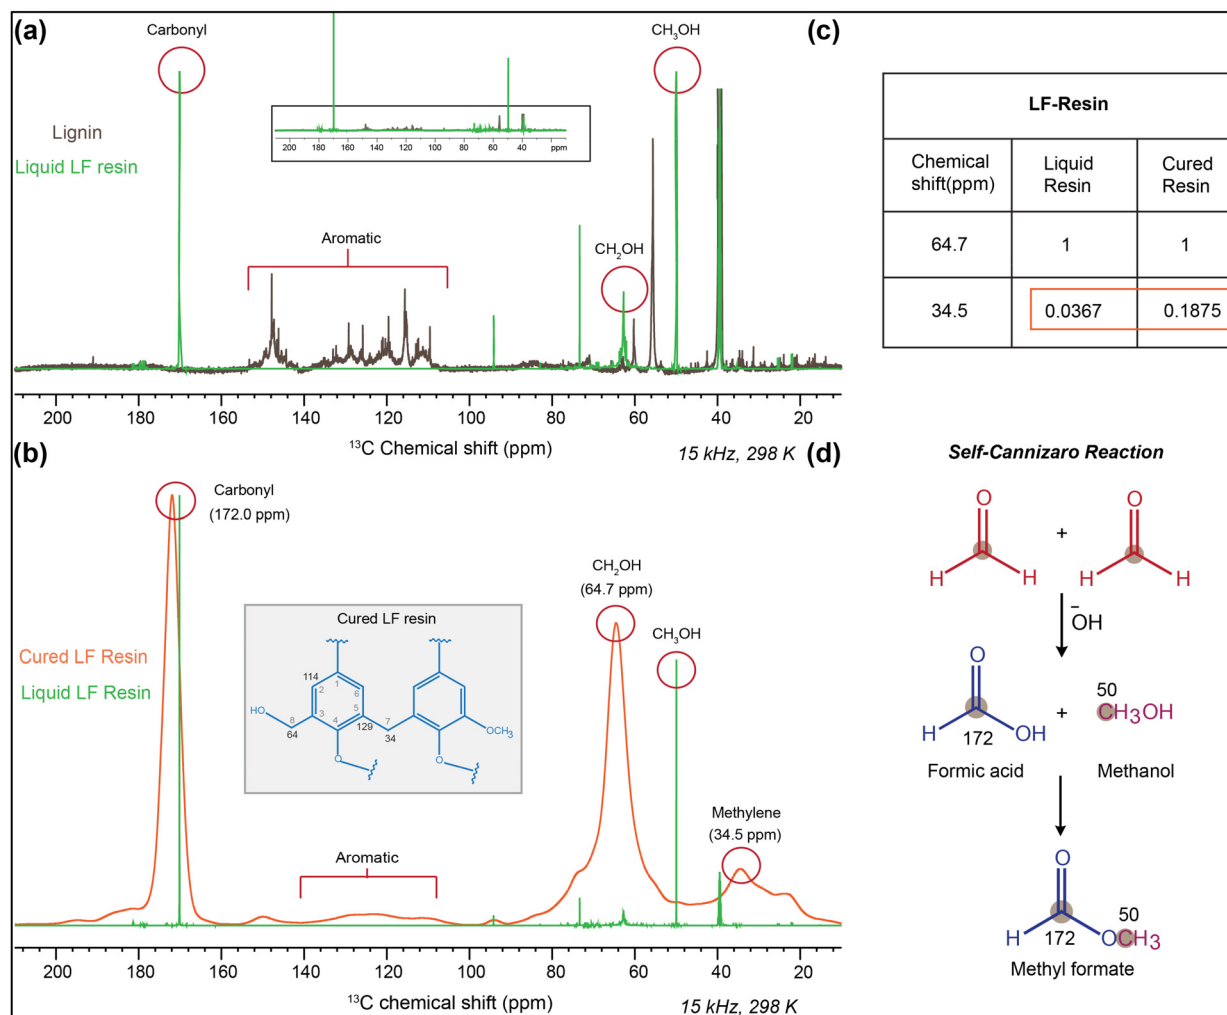 (a)
Carbonyl
CH3OH
Lignin
Liquid LF resin
210 180 160 140 120 100 80 60 40 ppm
Aromatic
CH2OH
200 180 160 140 120 100 80 60 40 20
13C Chemical shift (ppm)
15 kHz, 298 K
(b)
Carbonyl
(172.0 ppm)
CH2OH
(64.7 ppm)
CH3OH
Cured LF Resin
Liquid LF Resin
Cured LF resin
114
2
1
6
3
4
5
129
HO
8
64
7
34
OCH3
O
O
Methylene
(34.5 ppm)
Aromatic
200 180 160 140 120 100 80 60 40 20
13C chemical shift (ppm)
15 kHz, 298 K
(c)
LF-Resin
Chemical shift(ppm)
Liquid Resin
Cured Resin
64.7 1 1
34.5 0.0367 0.1875
(d)
Self-Cannizaro Reaction
O O
+
H H H H
−OH
O
50
H OH + CH3OH
172
Formic acid Methanol
O
50
H 172 OCH3
Methyl formate